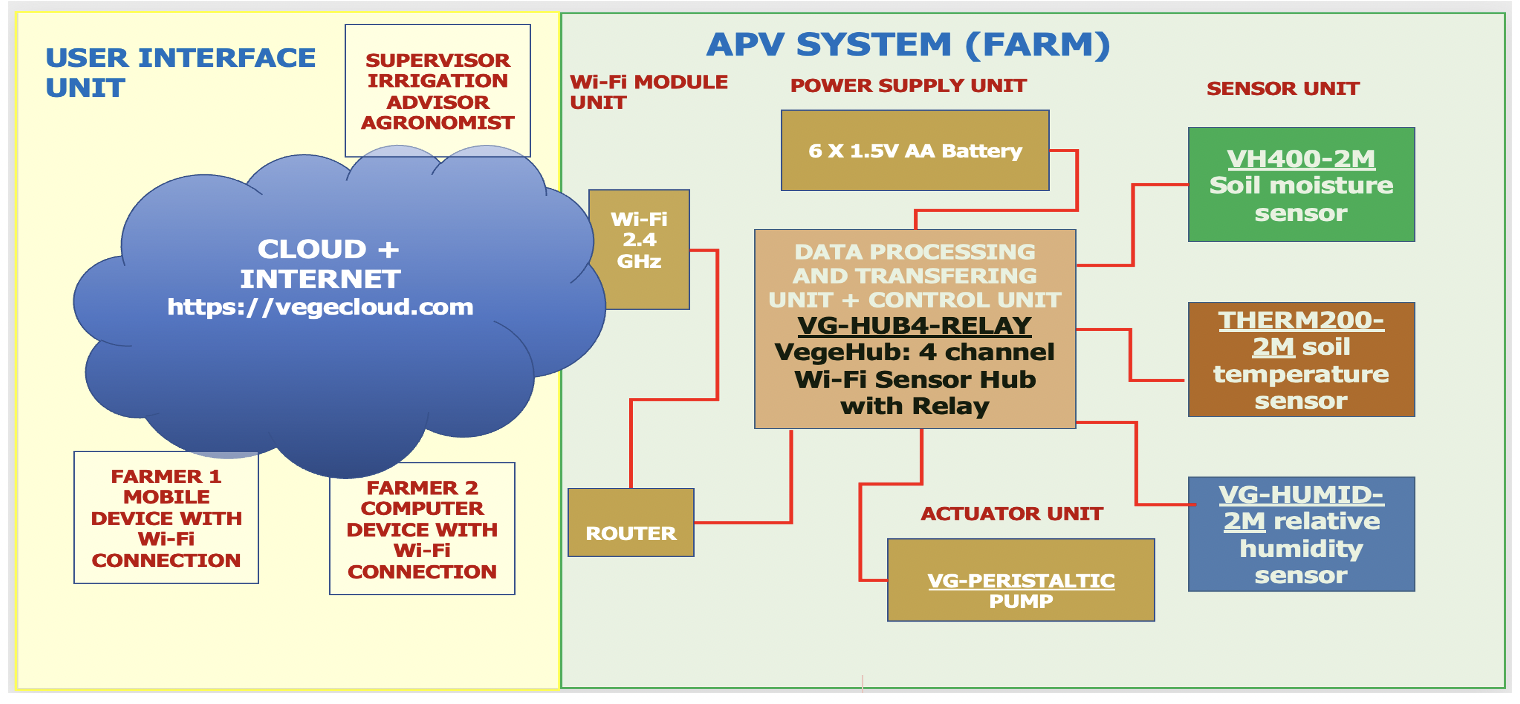 USER INTERFACE
UNIT
SUPERVISOR
IRRIGATION
ADVISOR
AGRONOMIST
CLOUD +
INTERNET
https://vegecloud.com
FARMER 1
MOBILE
DEVICE WITH
Wi-Fi
CONNECTION
FARMER 2
COMPUTER
DEVICE WITH
Wi-Fi
CONNECTION
APV SYSTEM (FARM)
Wi-Fi MODULE
UNIT
Wi-Fi
2.4
GHz
ROUTER
POWER SUPPLY UNIT
6 X 1.5V AA Battery
DATA PROCESSING
AND TRANSFERING
UNIT + CONTROL UNIT
VG-HUB4-RELAY
VegeHub: 4 channel
Wi-Fi Sensor Hub
with Relay
ACTUATOR UNIT
VG-PERISTALTIC
PUMP
SENSOR UNIT
VH400-2M
Soil moisture
sensor
THERM200-
2M soil
temperature
sensor
VG-HUMID-
2M relative
humidity
sensor